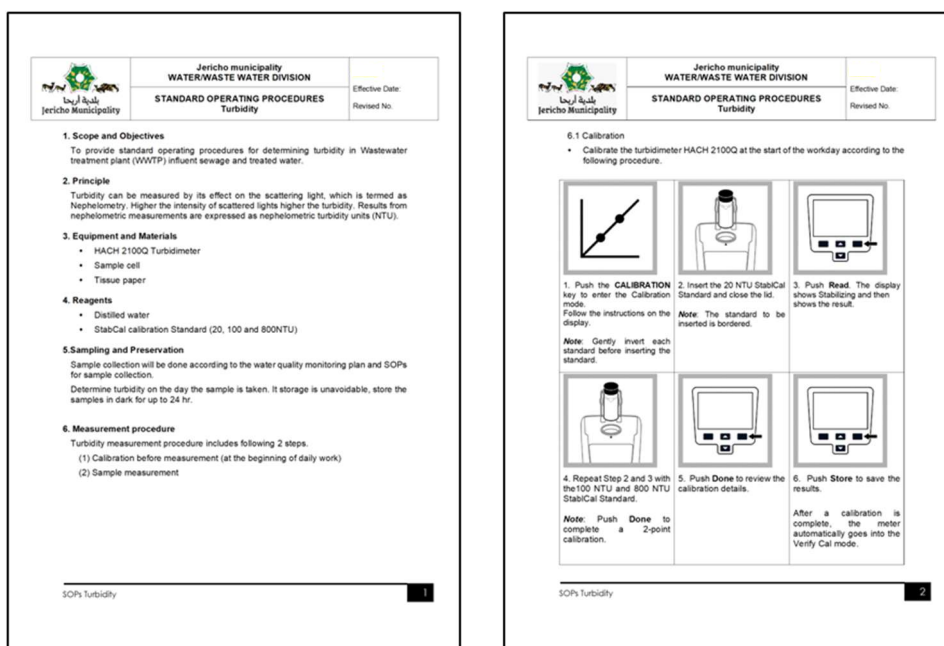 بلدية أريحا
Jericho Municipality
Jericho municipality
WATER/WASTE WATER DIVISION
STANDARD OPERATING PROCEDURES
Turbidity
Effective Date:
Revised No.
1. Scope and Objectives
To provide standard operating procedures for determining turbidity in Wastewater
treatment plant (WWTP) influent sewage and treated water.
2. Principle
Turbidity can be measured by its effect on the scattering light, which is termed as
Nephelometry. Higher the intensity of scattered lights higher the turbidity. Results from
nephelometric measurements are expressed as nephelometric turbidity units (NTU).
3. Equipment and Materials
• HACH 2100Q Turbidimeter
• Sample cell
• Tissue paper
4. Reagents
• Distilled water
• StabCal calibration Standard (20, 100 and 800NTU)
5.Sampling and Preservation
Sample collection will be done according to the water quality monitoring plan and SOPs
for sample collection.
Determine turbidity on the day the sample is taken. It storage is unavoidable, store the
samples in dark for up to 24 hr.
6. Measurement procedure
Turbidity measurement procedure includes following 2 steps.
(1) Calibration before measurement (at the beginning of daily work)
(2) Sample measurement
SOPs Turbidity
1
بلدية أريحا
Jericho Municipality
Jericho municipality
WATER/WASTE WATER DIVISION
STANDARD OPERATING PROCEDURES
Turbidity
Effective Date:
Revised No.
6.1 Calibration
• Calibrate the turbidimeter HACH 2100Q at the start of the workday according to the
following procedure.
1. Push the CALIBRATION
key to enter the Calibration
mode.
Follow the instructions on the
display.
Note: Gently invert each
standard before inserting the
standard.
2. Insert the 20 NTU StablCal
Standard and close the lid.
Note: The standard to be
inserted is bordered.
3. Push Read. The display
shows Stabilizing and then
shows the result.
4. Repeat Step 2 and 3 with
the100 NTU and 800 NTU
StablCal Standard.
Note: Push Done to
complete a 2-point
calibration.
5. Push Done to review the
calibration details.
6. Push Store to save the
results.
After a calibration is
complete, the meter
automatically goes into the
Verify Cal mode.
SOPs Turbidity
2